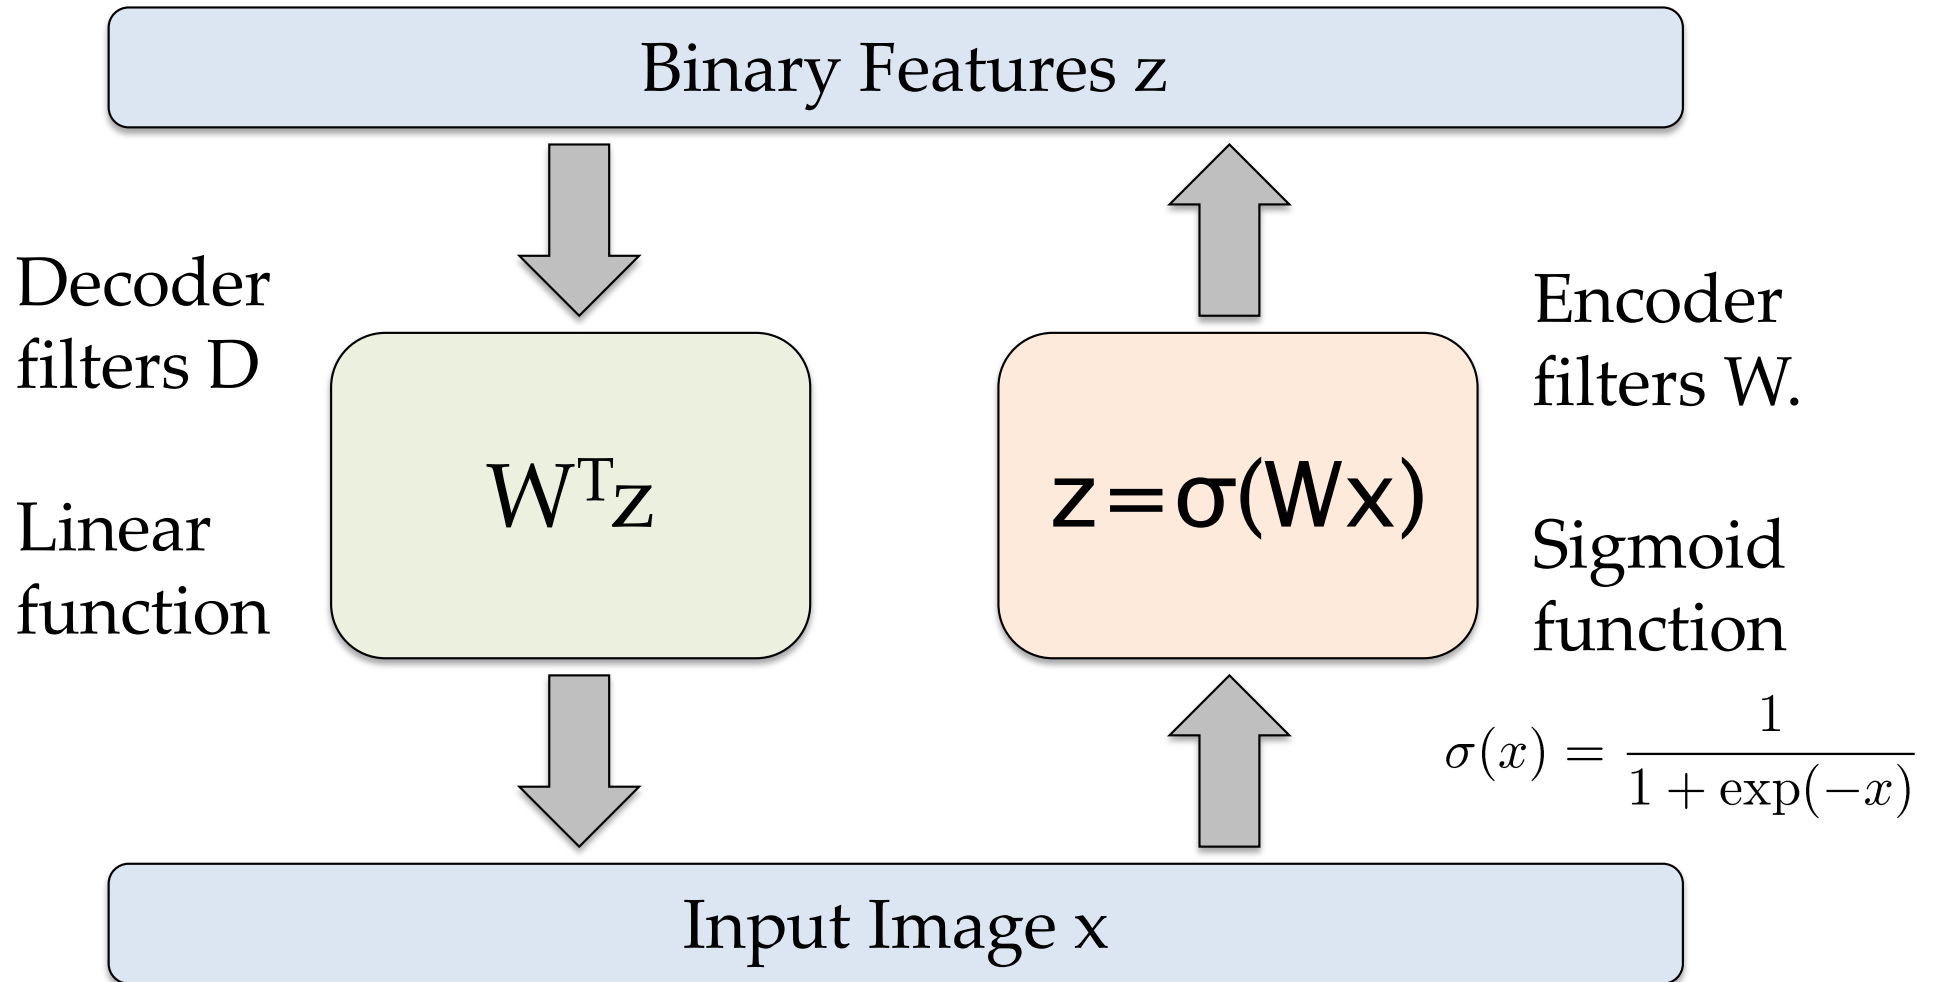 Binary Features z
Decoder
filters D
Linear
function
Wᵀz
z=σ(Wx)
Encoder
filters W.
Sigmoid
function
σ(x) = 1 / (1 + exp(−x))
Input Image x